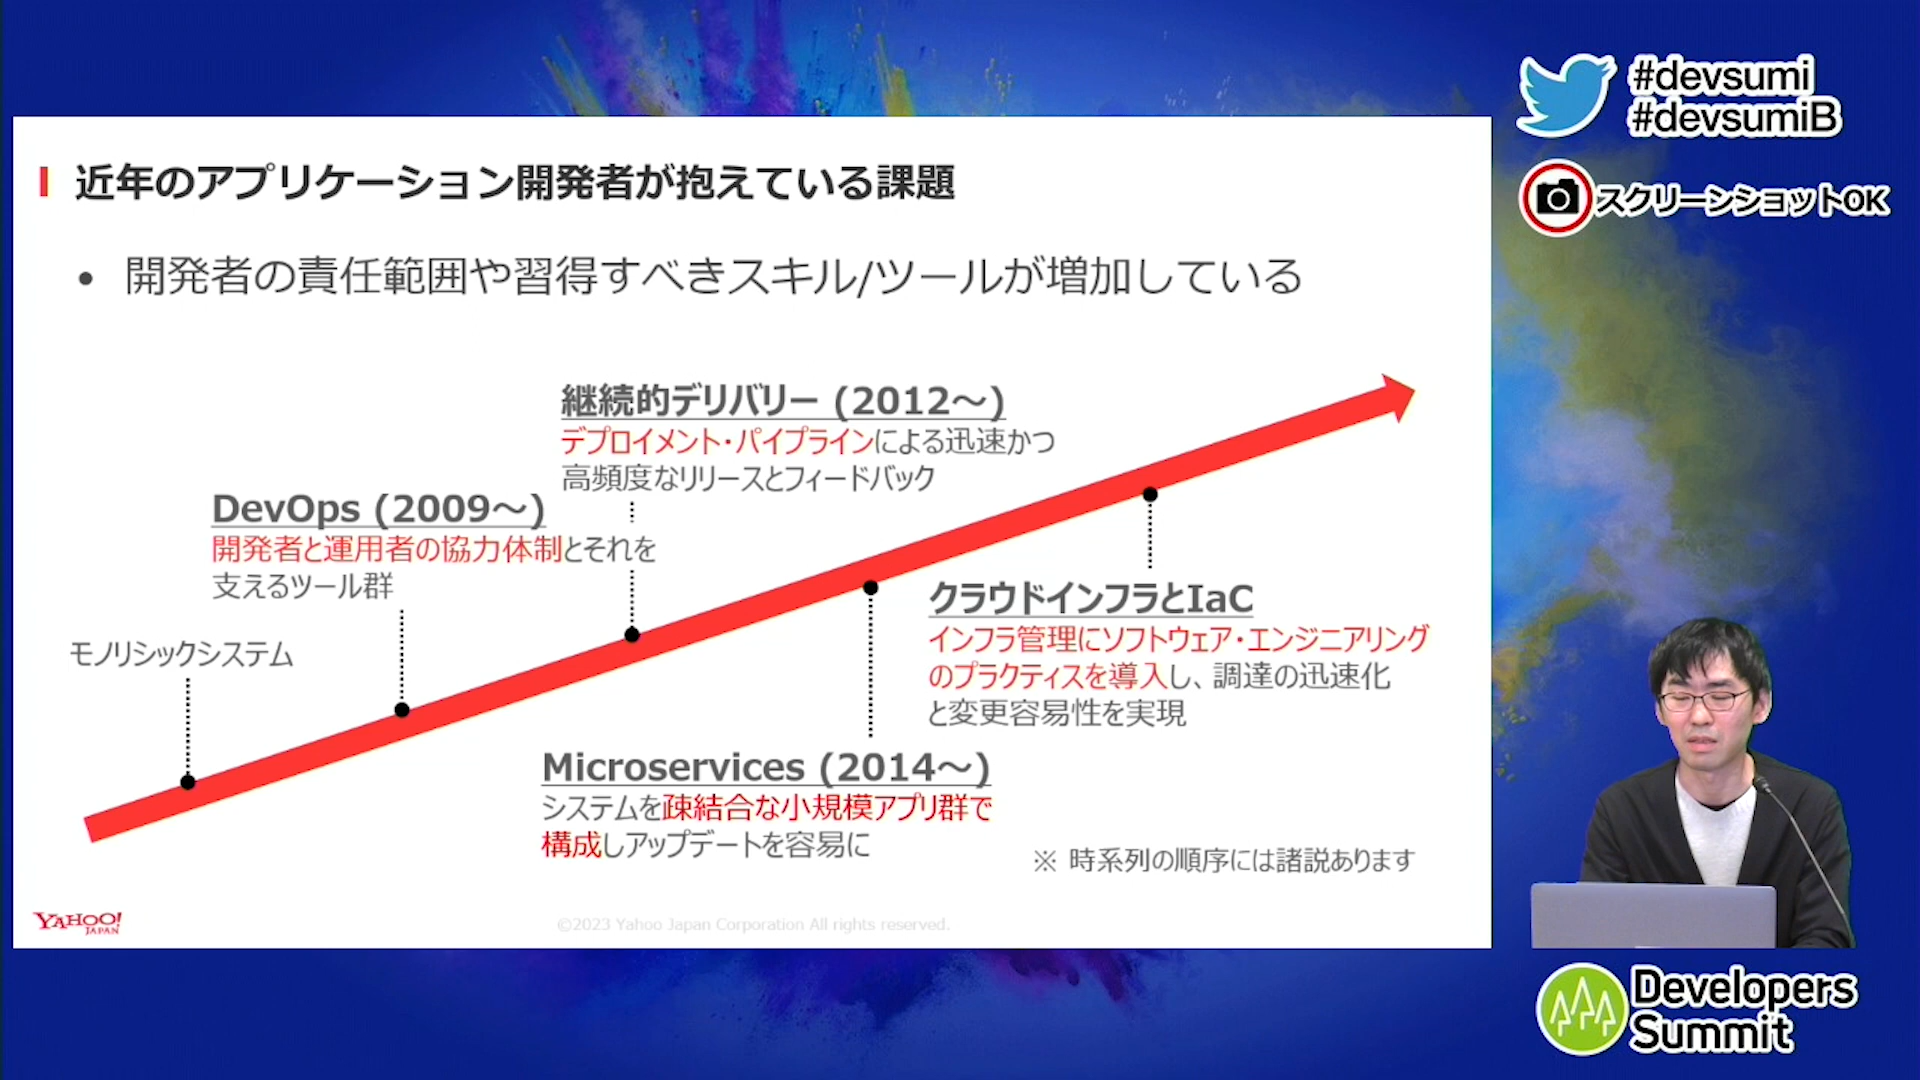 近年のアプリケーション開発者が抱えている課題
• 開発者の責任範囲や習得すべきスキル/ツールが増加している
継続的デリバリー (2012～)
デプロイメント・パイプラインによる迅速かつ
高頻度なリリースとフィードバック
DevOps (2009～)
開発者と運用者の協力体制とそれを
支えるツール群
モノリシックシステム
クラウドインフラとIaC
インフラ管理にソフトウェア・エンジニアリング
のプラクティスを導入し、調達の迅速化
と変更容易性を実現
Microservices (2014～)
システムを疎結合な小規模アプリ群で
構成しアップデートを容易に
※ 時系列の順序には諸説あります
YAHOO!
JAPAN
©2023 Yahoo Japan Corporation All rights reserved.
#devsumi
#devsumiB
スクリーンショットOK
Developers
Summit